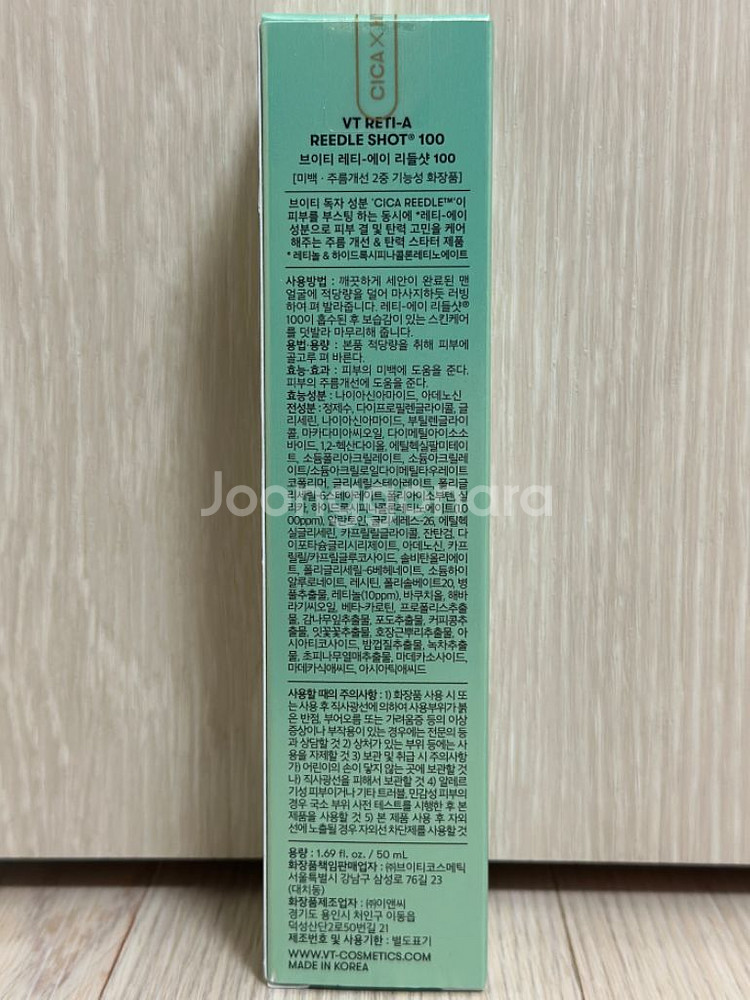 CICA X
VT RETI-A
REEDLE SHOT® 100
브이티 레티-에이 리들샷 100
[미백 · 주름개선 2중 기능성 화장품]
브이티 독자 성분 'CICA REEDLE™'이
피부를 부스팅 하는 동시에 *레티-에이
성분으로 피부 결 및 탄력 고민을 케어
해주는 주름 개선 & 탄력 스타터 제품
* 레티놀 & 하이드록시피나콜론레티노에이트
사용방법 : 깨끗하게 세안이 완료된 맨
얼굴에 적당량을 덜어 마사지하듯 러빙
하여 펴 발라줍니다. 레티-에이 리들샷®
100이 흡수된 후 보습감이 있는 스킨케어
를 덧발라 마무리해 줍니다.
용법·용량 : 본품 적당량을 취해 피부에
골고루 펴 바른다.
효능·효과 : 피부의 미백에 도움을 준다.
피부의 주름개선에 도움을 준다.
효능성분 : 나이아신아마이드, 아데노신
전성분 : 정제수, 다이프로필렌글라이콜, 글
리세린, 나이아신아마이드, 부틸렌글라이
콜, 마카다미아씨오일, 다이메틸아이소소
바이드, 1,2-헥산다이올, 에틸헥실팔미테이
트, 소듐폴리아크릴레이트, 소듐아크릴레
이트/소듐아크릴로일다이메틸타우레이트
코폴리머, 글리세릴스테아레이트, 폴리글
리세릴-6스테아레이트, 폴리아이소부텐, 실
리카, 하이드록시피나콜론레티노에이트(1,0
00ppm), 알란토인, 글리세레스-26, 에틸헥
실글리세린, 카프릴릴글라이콜, 잔탄검, 다
이포타슘글리시리제이트, 아데노신, 카프
릴릴/카프릴글루코사이드, 솔비탄올리에이
트, 폴리글리세릴-6베헤네이트, 소듐하이
알루로네이트, 레시틴, 폴리솔베이트20, 병
풀추출물, 레티놀(10ppm), 바쿠치올, 해바
라기씨오일, 베타-카로틴, 프로폴리스추출
물, 감나무잎추출물, 포도추출물, 커피콩추
출물, 잇꽃꽃추출물, 호장근뿌리추출물, 아
시아티코사이드, 밤껍질추출물, 녹차추출
물, 초피나무열매추출물, 마데카소사이드,
마데카식애씨드, 아시아틱애씨드
사용할 때의 주의사항 : 1) 화장품 사용 시 또
는 사용 후 직사광선에 의하여 사용부위가 붉
은 반점, 부어오름 또는 가려움증 등의 이상
증상이나 부작용이 있는 경우에는 전문의 등
과 상담할 것 2) 상처가 있는 부위 등에는 사
용을 자제할 것 3) 보관 및 취급 시 주의사항
가) 어린이의 손이 닿지 않는 곳에 보관할 것
나) 직사광선을 피해서 보관할 것 4) 알레르
기성 피부이거나 기타 트러블, 민감성 피부의
경우 국소 부위 사전 테스트를 시행한 후 본
제품을 사용할 것 5) 본 제품 사용 후 자외
선에 노출될 경우 자외선 차단제를 사용할 것
용량 : 1.69 fl. oz. / 50 mL
화장품책임판매업자 : ㈜브이티코스메틱
서울특별시 강남구 삼성로 76길 23
(대치동)
화장품제조업자 : ㈜이앤씨
경기도 용인시 처인구 이동읍
덕성산단2로50번길 21
제조번호 및 사용기한 : 별도표기
WWW.VT-COSMETICS.COM
MADE IN KOREA
Joonggonara